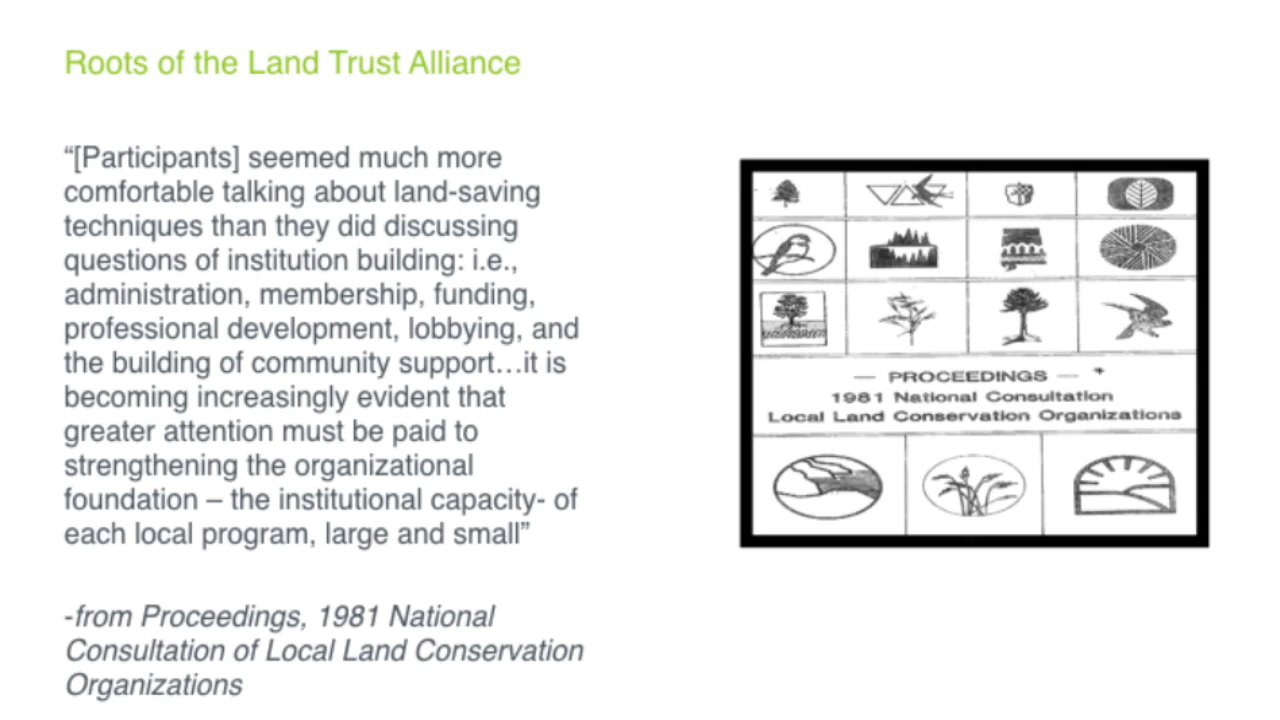 Roots of the Land Trust Alliance
“[Participants] seemed much more
comfortable talking about land-saving
techniques than they did discussing
questions of institution building: i.e.,
administration, membership, funding,
professional development, lobbying, and
the building of community support…it is
becoming increasingly evident that
greater attention must be paid to
strengthening the organizational
foundation – the institutional capacity- of
each local program, large and small”
-from Proceedings, 1981 National
Consultation of Local Land Conservation
Organizations
— PROCEEDINGS —
1981 National Consultation
Local Land Conservation Organizations